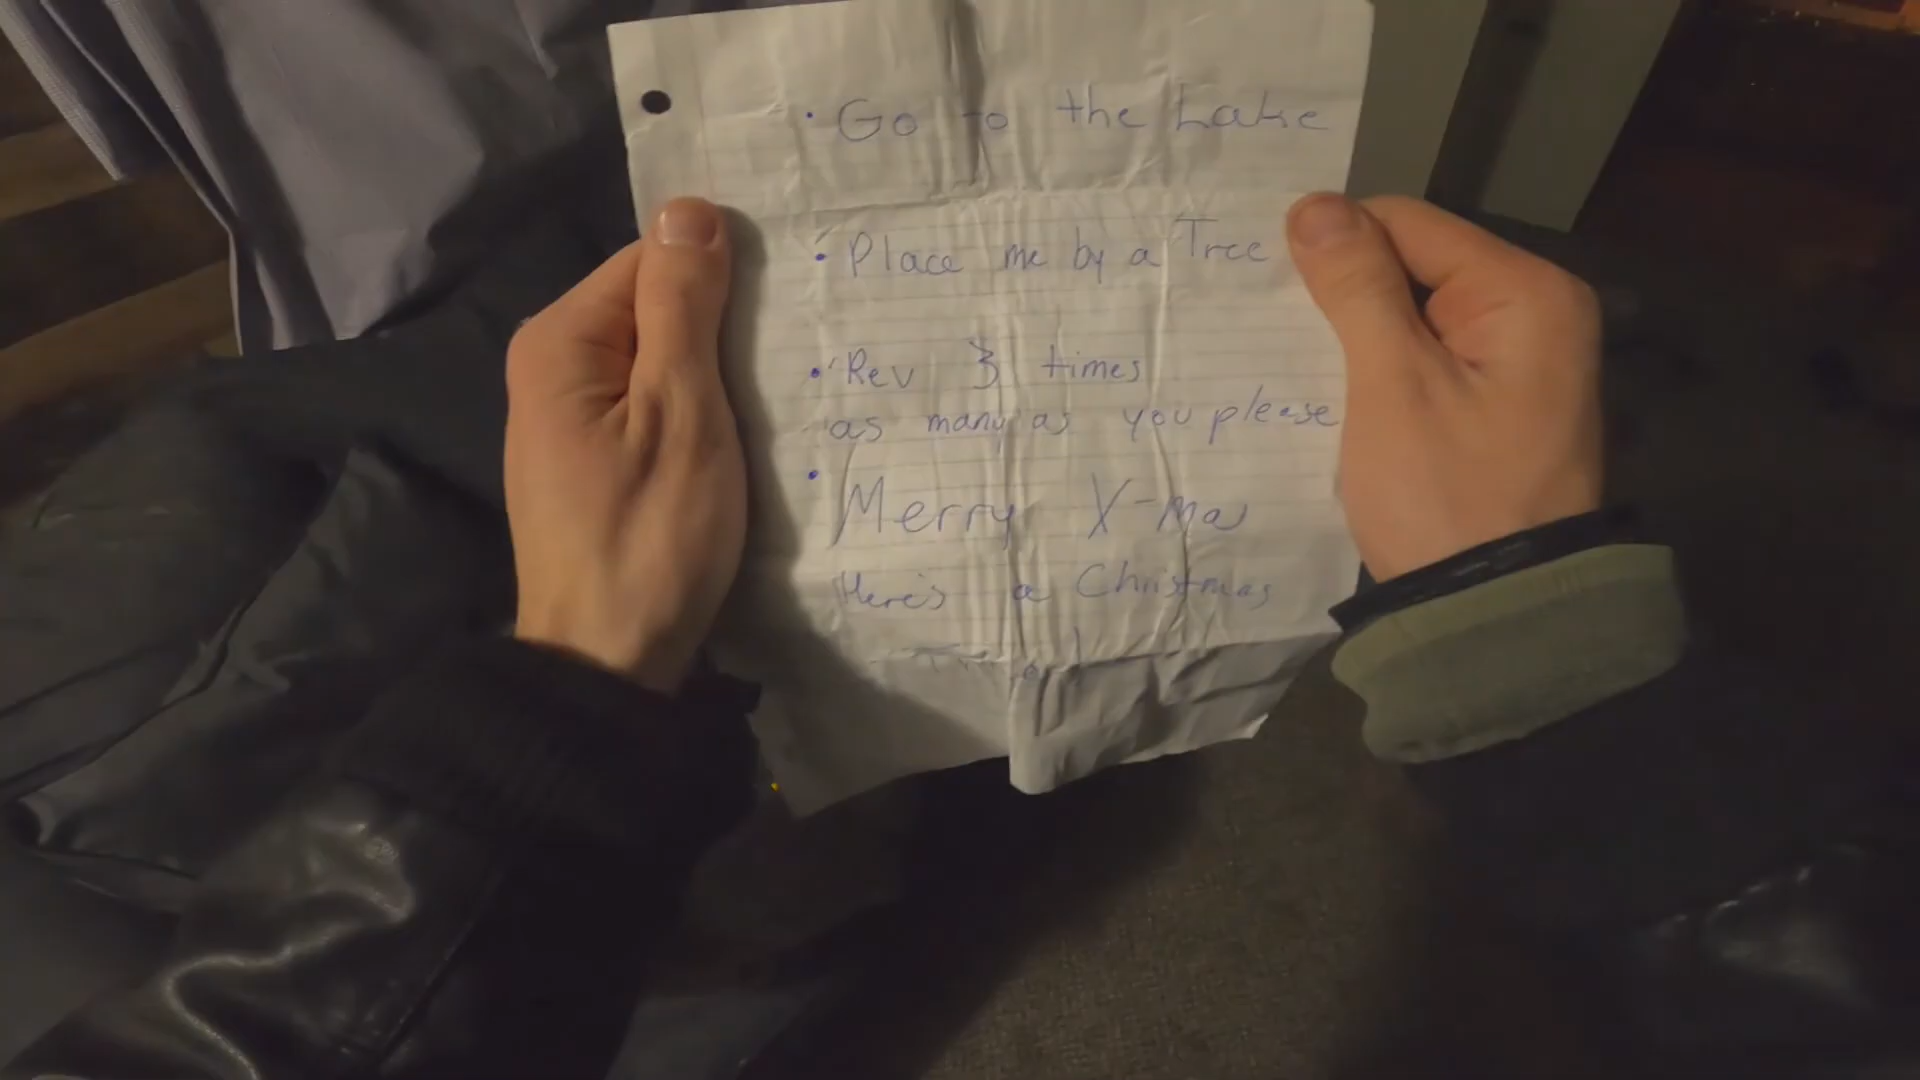 • Go to the Lake
• Place me by a Tree
• Rev 3 times
as many as you please
• Merry X-mas
Here's a Christmas